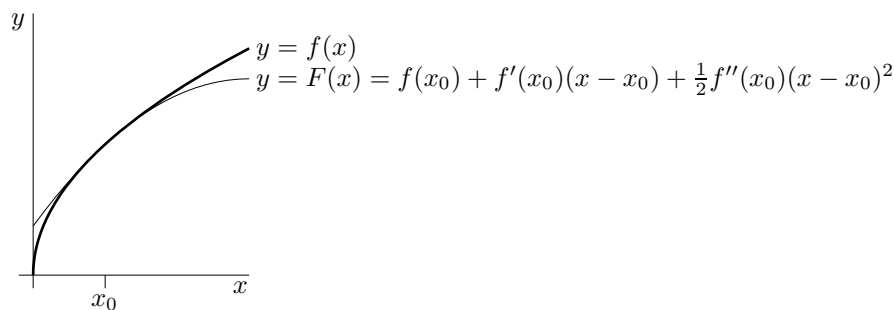 y
y = f(x)
y = F(x) = f(x₀) + f′(x₀)(x − x₀) + ½f″(x₀)(x − x₀)²
x
x₀